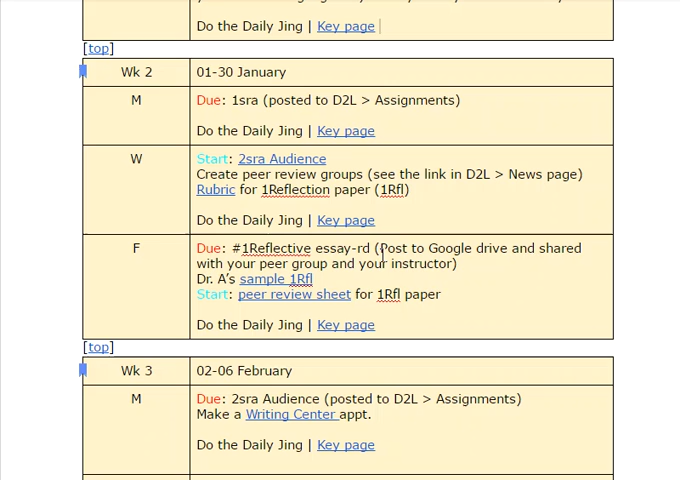 Do the Daily Jing | Key page
[top]
Wk 2
01-30 January
M
Due: 1sra (posted to D2L > Assignments)
Do the Daily Jing | Key page
W
Start: 2sra Audience
Create peer review groups (see the link in D2L > News page)
Rubric for 1Reflection paper (1Rfl)
Do the Daily Jing | Key page
F
Due: #1Reflective essay-rd (Post to Google drive and shared
with your peer group and your instructor)
Dr. A's sample 1Rfl
Start: peer review sheet for 1Rfl paper
Do the Daily Jing | Key page
[top]
Wk 3
02-06 February
M
Due: 2sra Audience (posted to D2L > Assignments)
Make a Writing Center appt.
Do the Daily Jing | Key page